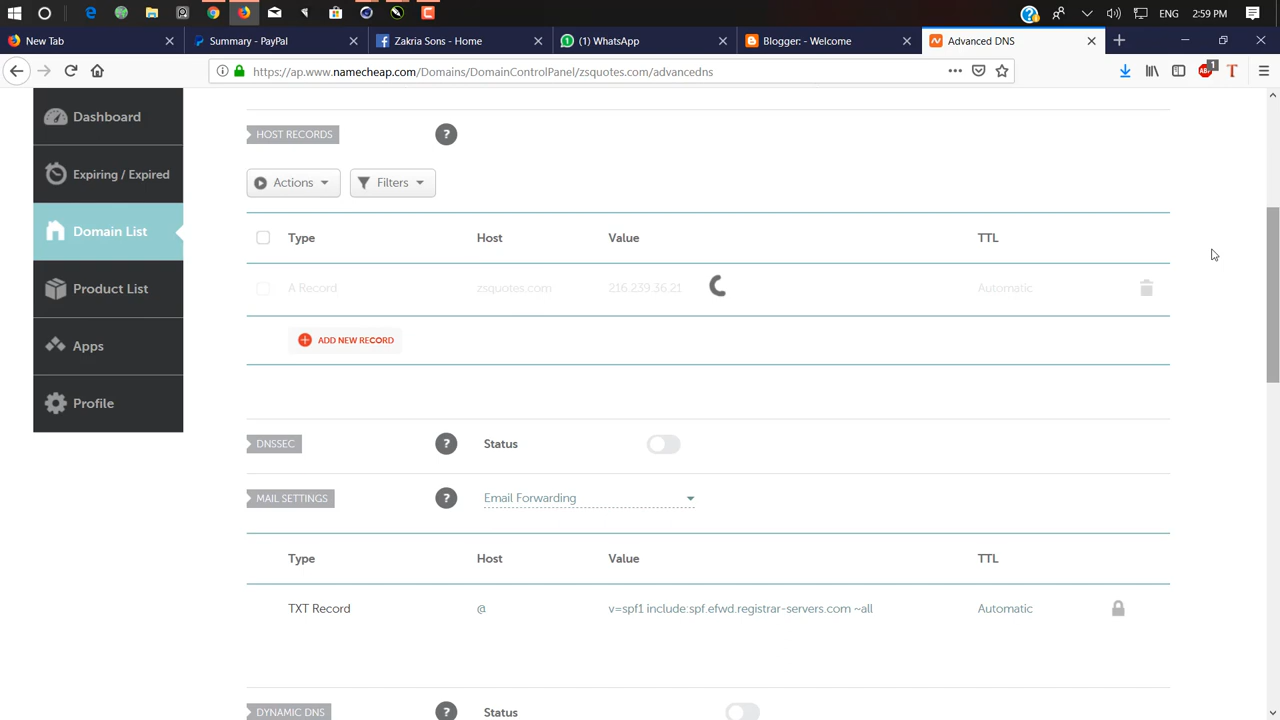 ENG 2:59 PM
New Tab
Summary - PayPal
Zakria Sons - Home
(1) WhatsApp
Blogger: - Welcome
Advanced DNS
https://ap.www.namecheap.com/Domains/DomainControlPanel/zsquotes.com/advancedns
ABP 1
T
Dashboard
Expiring / Expired
Domain List
Product List
Apps
Profile
HOST RECORDS ?
Actions Filters
Type Host Value TTL
A Record zsquotes.com 216.239.36.21 Automatic
ADD NEW RECORD
DNSSEC ? Status
MAIL SETTINGS ? Email Forwarding
Type Host Value TTL
TXT Record @ v=spf1 include:spf.efwd.registrar-servers.com ~all Automatic
DYNAMIC DNS ? Status